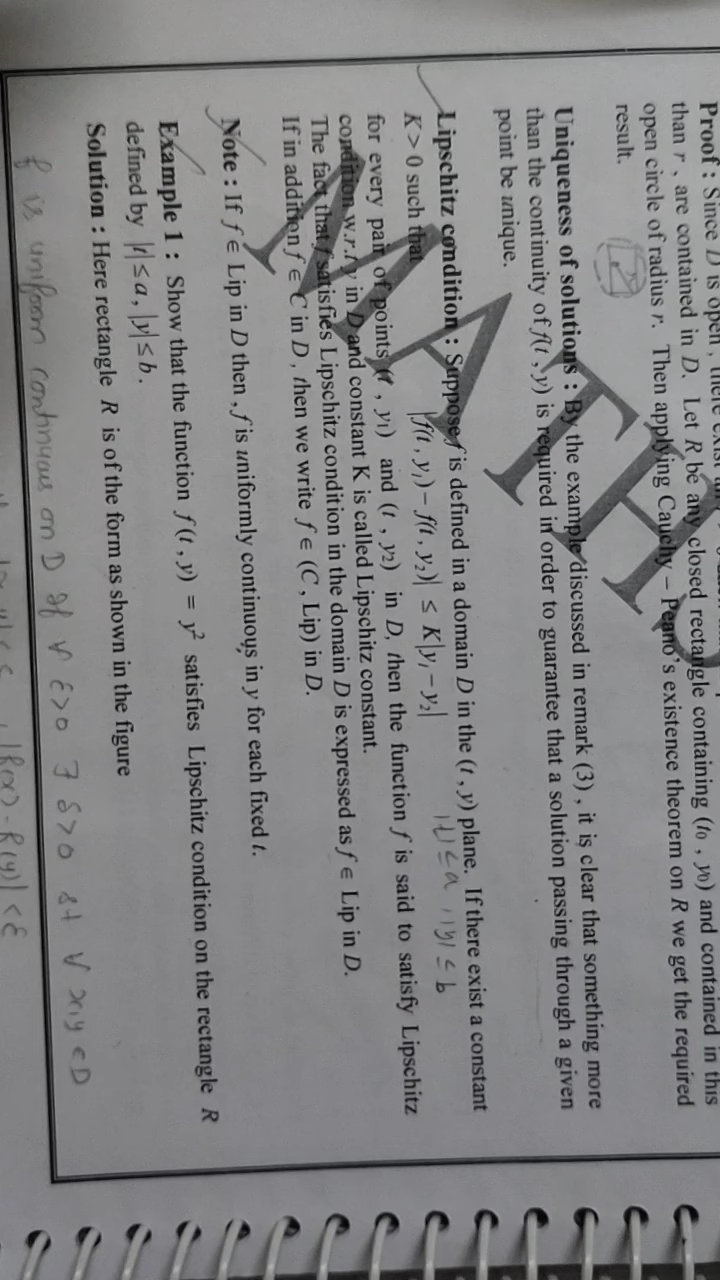 Proof : Since D is open , there
than r , are contained in D. Let R be any closed rectangle containing (t₀ , y₀) and contained in this
open circle of radius r. Then applying Cauchy – Peano's existence theorem on R we get the required
result.
Uniqueness of solutions : By the example discussed in remark (3) , it is clear that something more
than the continuity of f(t , y) is required in order to guarantee that a solution passing through a given
point be unique.
Lipschitz condition : Suppose f is defined in a domain D in the (t , y) plane. If there exist a constant
K > 0 such that
|f(t , y₁) – f(t , y₂)| ≤ K|y₁ – y₂|
|t| ≤ a , |y| ≤ b
for every pair of points (t , y₁) and (t , y₂) in D, then the function f is said to satisfy Lipschitz
condition w.r.t y in D and constant K is called Lipschitz constant.
The fact that f satisfies Lipschitz condition in the domain D is expressed as f ∈ Lip in D.
If in addition f ∈ C in D , then we write f ∈ (C , Lip) in D.
Note : If f ∈ Lip in D then , f is uniformly continuous in y for each fixed t.
Example 1 : Show that the function f (t , y) = y² satisfies Lipschitz condition on the rectangle R
defined by |t| ≤ a, |y| ≤ b .
Solution : Here rectangle R is of the form as shown in the figure
f is uniform continuous on D if ∀ ε>0 ∃ δ>0 st ∀ x,y ∈ D
|x-y| < δ , |f(x) - f(y)| < ε
MATHS